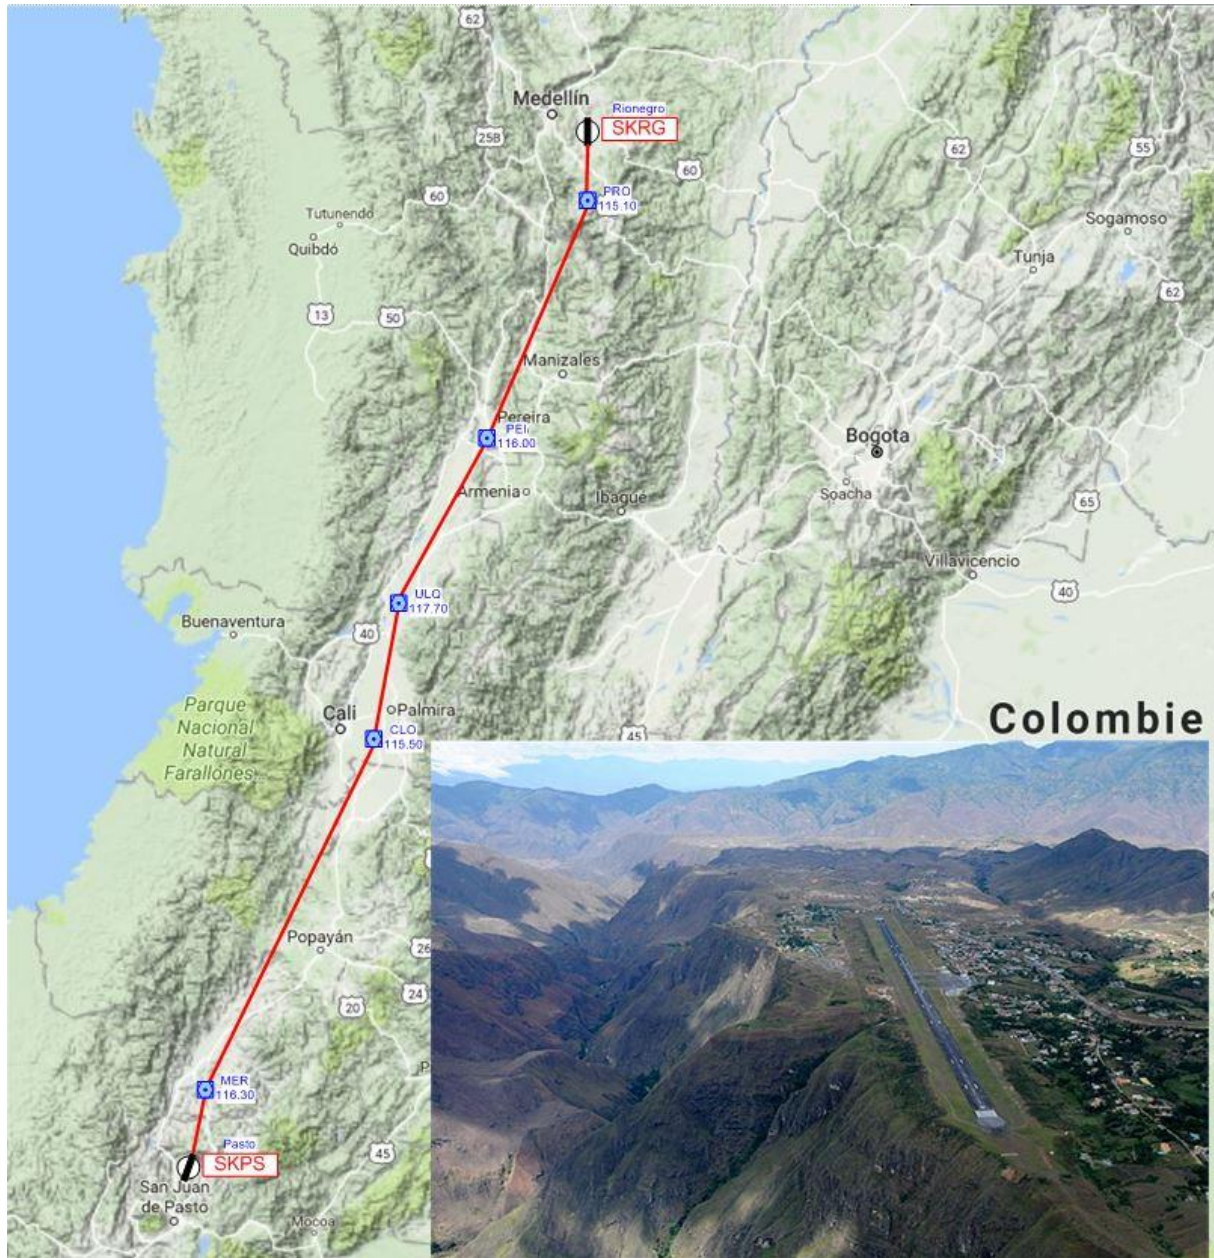 62
Medellín
Rionegro
SKRG
25B
62
55
60
60
PRO
115.10
Tutunendo
Quibdó
Sogamoso
Tunja
62
13
50
Manizales
Pereira
PEI
116.00
Bogota
Armenia
Ibagué
Soacha
65
Villavicencio
ULQ
117.70
40
Buenaventura
40
Parque
Nacional
Natural
Farallones
Cali
Palmira
CLO
115.50
45
Colombie
Popayán
26
24
20
MER
116.30
Pasto
SKPS
45
San Juan
de Pasto
Mocoa